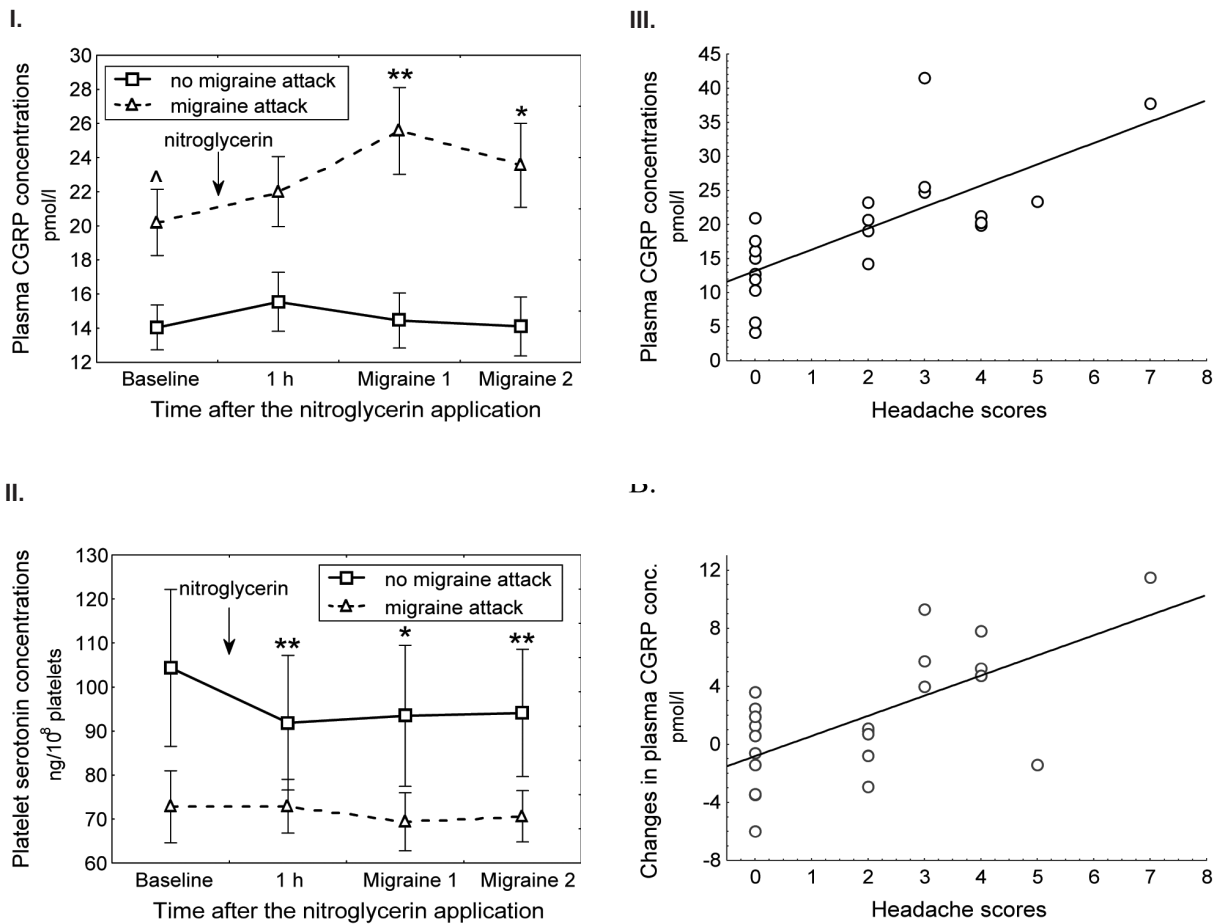 I.
30
28
26
24
22
20
18
16
14
12
Plasma CGRP concentrations
pmol/l
no migraine attack
migraine attack
nitroglycerin
^
**
*
Baseline
1 h
Migraine 1
Migraine 2
Time after the nitroglycerin application
III.
45
40
35
30
25
20
15
10
5
0
Plasma CGRP concentrations
pmol/l
0 1 2 3 4 5 6 7 8
Headache scores
II.
130
120
110
100
90
80
70
60
Platelet serotonin concentrations
ng/10⁸ platelets
no migraine attack
migraine attack
nitroglycerin
**
*
**
Baseline
1 h
Migraine 1
Migraine 2
Time after the nitroglycerin application
12
8
4
0
-4
-8
Changes in plasma CGRP conc.
pmol/l
0 1 2 3 4 5 6 7 8
Headache scores